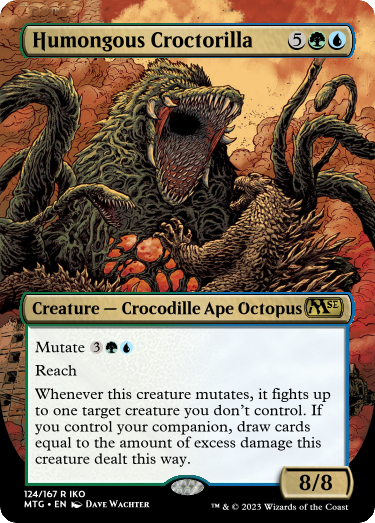 Humongous Croctorilla 5
Creature — Crocodille Ape Octopus MSE
Mutate 3
Reach
Whenever this creature mutates, it fights up
to one target creature you don't control. If
you control your companion, draw cards
equal to the amount of excess damage this
creature dealt this way.
8/8
124/167 R IKO
MTG • EN Dave Wachter
™ & © 2023 Wizards of the Coast